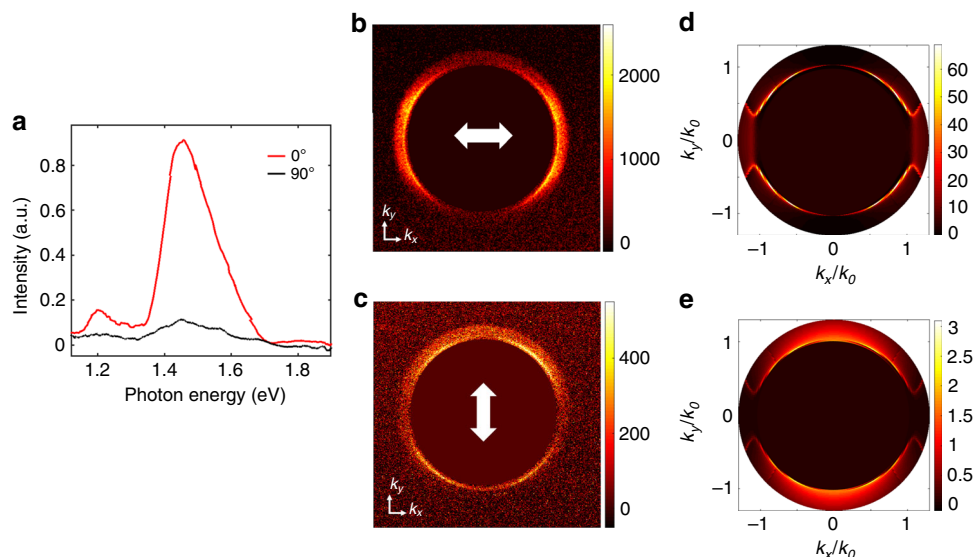 a
Intensity (a.u.)
0.8
0.6
0.4
0.2
0
1.2
1.4
1.6
1.8
Photon energy (eV)
0°
90°
b
k_y
k_x
2000
1000
0
c
k_y
k_x
400
200
0
d
k_y/k_0
1
0
−1
−1
0
1
k_x/k_0
60
50
40
30
20
10
0
e
k_y/k_0
1
0
−1
−1
0
1
k_x/k_0
3
2.5
2
1.5
1
0.5
0